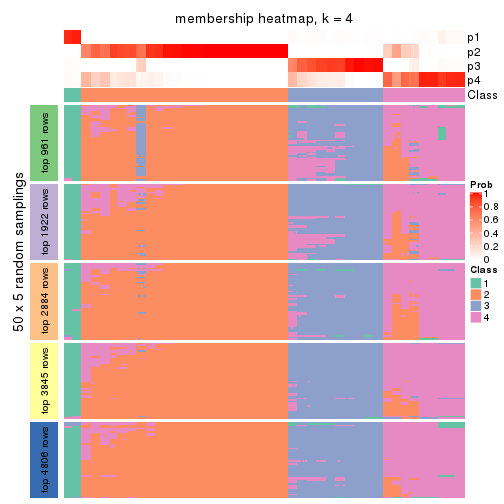 membership heatmap, k = 4
p1
p2
p3
p4
Class
50 x 5 random samplings
top 961 rows
top 1922 rows
top 2884 rows
top 3845 rows
top 4806 rows
Prob
1
0.8
0.6
0.4
0.2
0
Class
1
2
3
4